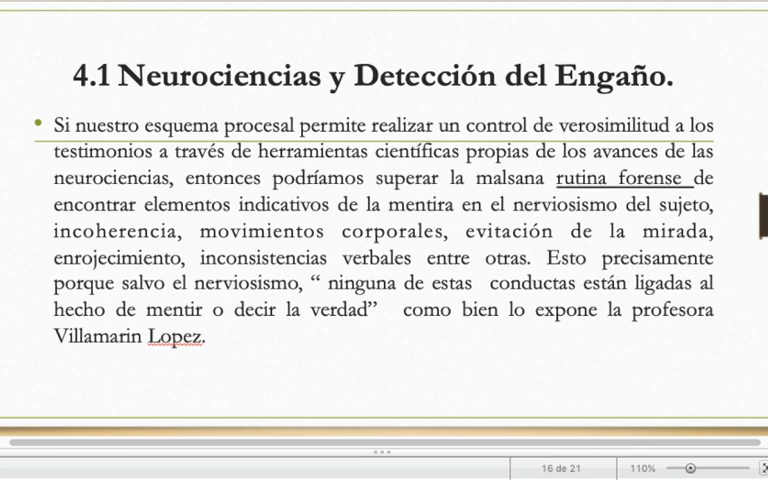 4.1 Neurociencias y Detección del Engaño.
• Si nuestro esquema procesal permite realizar un control de verosimilitud a los
testimonios a través de herramientas científicas propias de los avances de las
neurociencias, entonces podríamos superar la malsana rutina forense de
encontrar elementos indicativos de la mentira en el nerviosismo del sujeto,
incoherencia, movimientos corporales, evitación de la mirada,
enrojecimiento, inconsistencias verbales entre otras. Esto precisamente
porque salvo el nerviosismo, “ ninguna de estas conductas están ligadas al
hecho de mentir o decir la verdad” como bien lo expone la profesora
Villamarin Lopez.
16 de 21 110%